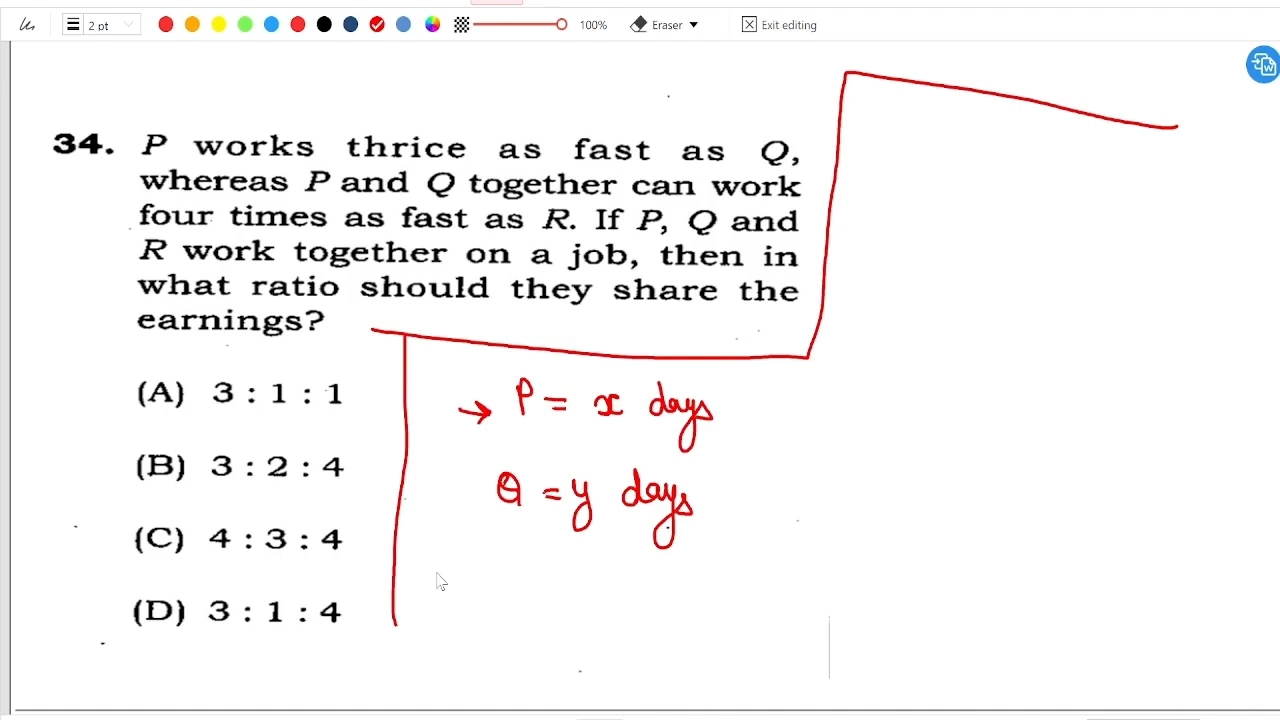 2 pt
100%
Eraser
Exit editing
34. P works thrice as fast as Q,
whereas P and Q together can work
four times as fast as R. If P, Q and
R work together on a job, then in
what ratio should they share the
earnings?
(A) 3 : 1 : 1
(B) 3 : 2 : 4
(C) 4 : 3 : 4
(D) 3 : 1 : 4
→ P = x days
Q = y days